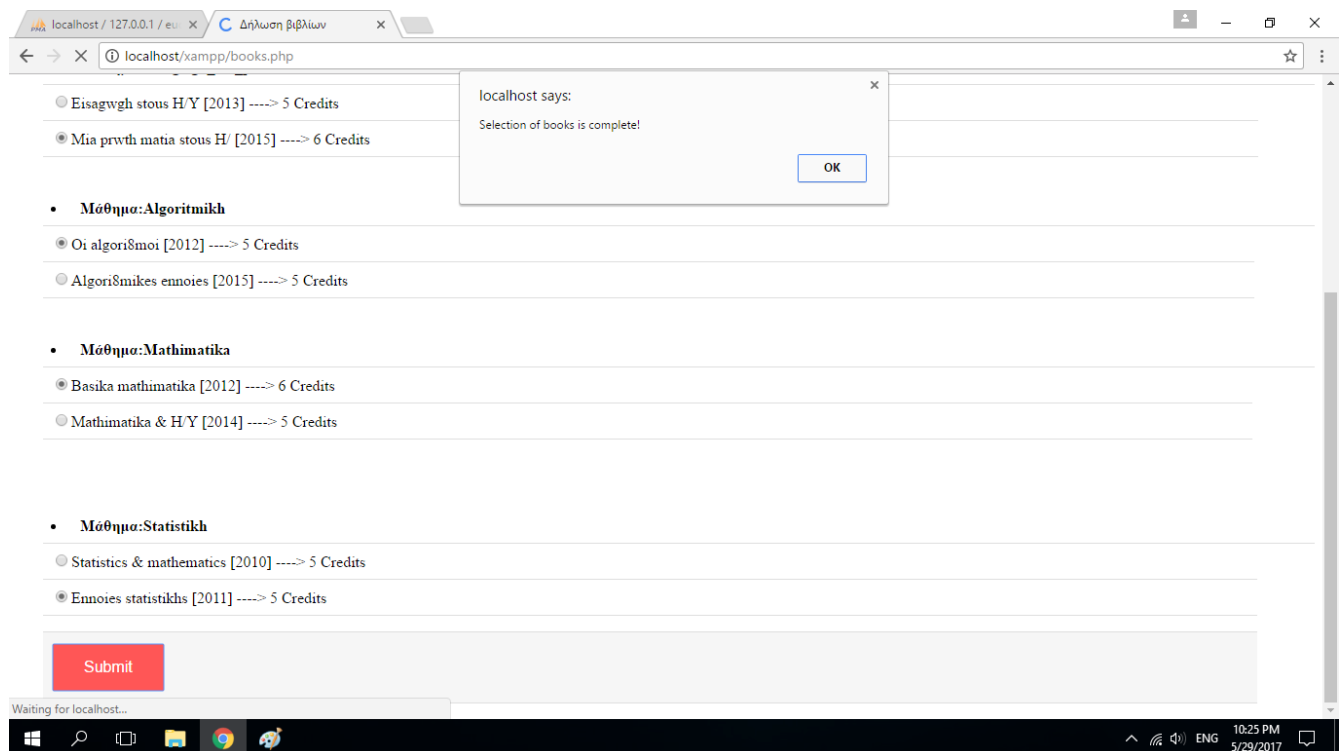 localhost / 127.0.0.1 / eu
Δήλωση βιβλίων
localhost/xampp/books.php
localhost says:
Selection of books is complete!
OK
Eisagwgh stous H/Y [2013] ----> 5 Credits
Mia prwth matia stous H/ [2015] ----> 6 Credits
Μάθημα:Algoritmikh
Oi algori8moi [2012] ----> 5 Credits
Algori8mikes ennoies [2015] ----> 5 Credits
Μάθημα:Mathimatika
Basika mathimatika [2012] ----> 6 Credits
Mathimatika & H/Y [2014] ----> 5 Credits
Μάθημα:Statistikh
Statistics & mathematics [2010] ----> 5 Credits
Ennoies statistikhs [2011] ----> 5 Credits
Submit
Waiting for localhost...
ENG
10:25 PM
5/29/2017